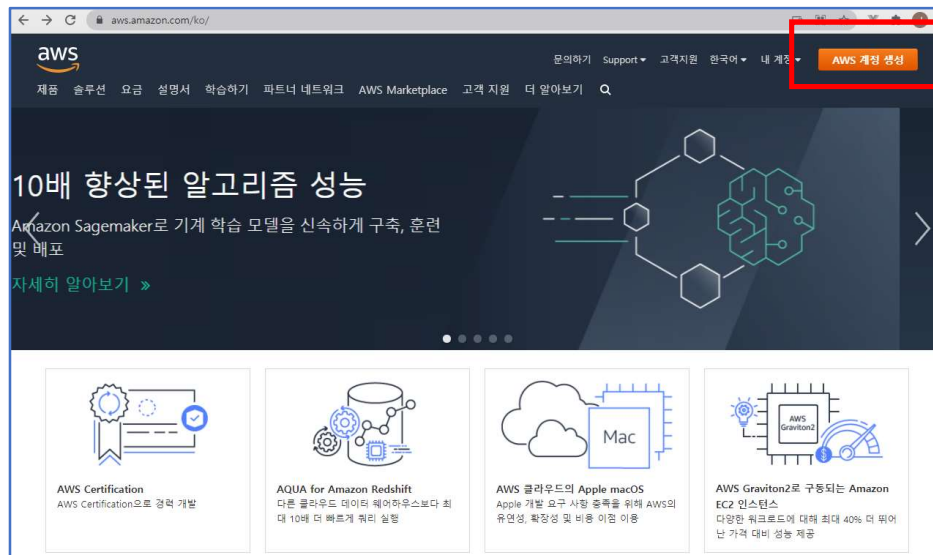 aws.amazon.com/ko/
aws
문의하기 Support 고객지원 한국어 내 계정 AWS 계정 생성
제품 솔루션 요금 설명서 학습하기 파트너 네트워크 AWS Marketplace 고객 지원 더 알아보기
10배 향상된 알고리즘 성능
Amazon Sagemaker로 기계 학습 모델을 신속하게 구축, 훈련
및 배포
자세히 알아보기 »
Mac
AWS
Graviton2
AWS Certification
AWS Certification으로 경력 개발
AQUA for Amazon Redshift
다른 클라우드 데이터 웨어하우스보다 최
대 10배 더 빠르게 쿼리 실행
AWS 클라우드의 Apple macOS
Apple 개발 요구 사항 충족을 위해 AWS의
유연성, 확장성 및 비용 이점 이용
AWS Graviton2로 구동되는 Amazon
EC2 인스턴스
다양한 워크로드에 대해 최대 40% 더 뛰어
난 가격 대비 성능 제공